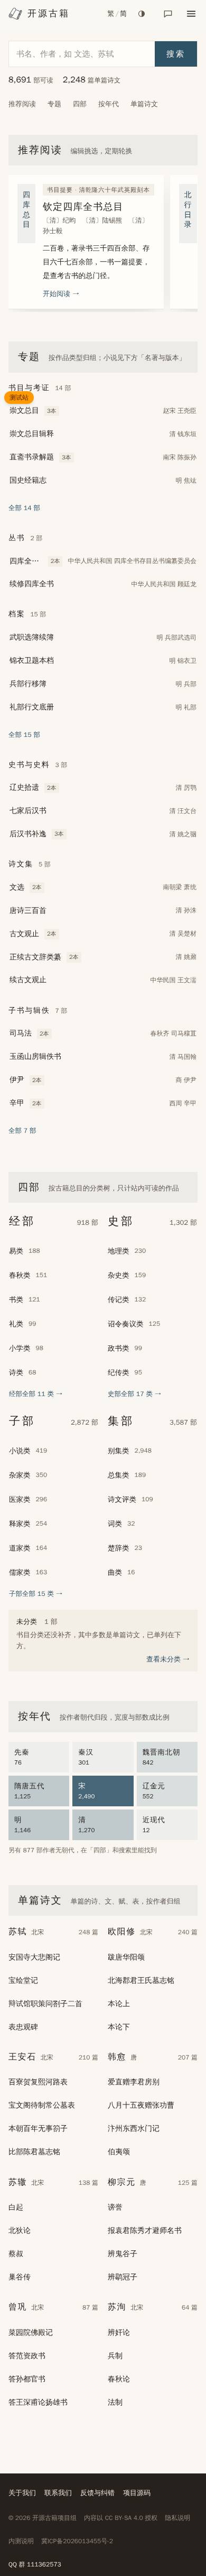 开源古籍
繁 / 简
书名、作者，如 文选、苏轼
搜索
8,691 部可读 2,248 篇单篇诗文
推荐阅读 专题 四部 按年代 单篇诗文
推荐阅读 编辑挑选，定期轮换
四库总目
书目提要 · 清乾隆六十年武英殿刻本
钦定四库全书总目
〔清〕纪昀 〔清〕陆锡熊 〔清〕
孙士毅
二百卷，著录书三千四百余部、存
目六千七百余部，一书一篇提要，
是查考古书的总门径。
开始阅读 →
北行日录
专题 按作品类型归组；小说见下方「名著与版本」
书目与考证 14 部
测试站
崇文总目 3本 赵宋 王尧臣
崇文总目辑释 清 钱东垣
直斋书录解题 3本 南宋 陈振孙
国史经籍志 明 焦竑
全部 14 部
丛书 2 部
四库全… 2本 中华人民共和国 四库全书存目丛书编纂委员会
续修四库全书 中华人民共和国 顾廷龙
档案 15 部
武职选簿续簿 明 兵部武选司
锦衣卫题本档 明 锦衣卫
兵部行移簿 明 兵部
礼部行文底册 明 礼部
全部 15 部
史书与史料 3 部
辽史拾遗 2本 清 厉鹗
七家后汉书 清 汪文台
后汉书补逸 3本 清 姚之骃
诗文集 5 部
文选 2本 南朝梁 萧统
唐诗三百首 清 孙洙
古文观止 2本 清 吴楚材
正续古文辞类纂 2本 清 姚鼐
续古文观止 中华民国 王文濡
子书与辑佚 7 部
司马法 2本 春秋齐 司马穰苴
玉函山房辑佚书 清 马国翰
伊尹 2本 商 伊尹
辛甲 2本 西周 辛甲
全部 7 部
四部 按古籍总目的分类树，只计站内可读的作品
经部 918 部
易类 188
春秋类 151
书类 121
礼类 99
小学类 98
诗类 68
经部全部 11 类 →
史部 1,302 部
地理类 230
杂史类 159
传记类 132
诏令奏议类 125
政书类 99
纪传类 95
史部全部 17 类 →
子部 2,872 部
小说类 419
杂家类 350
医家类 296
释家类 254
道家类 164
儒家类 163
子部全部 15 类 →
集部 3,587 部
别集类 2,948
总集类 189
诗文评类 109
词类 32
楚辞类 23
曲类 16
未分类 1 部
书目分类还没补齐，其中多数是单篇诗文，已单列在下
方。
查看未分类 →
按年代 按作者朝代归段，宽度与部数成比例
先秦 76
秦汉 301
魏晋南北朝 842
隋唐五代 1,125
宋 2,490
辽金元 552
明 1,146
清 1,270
近现代 12
另有 877 部作者无朝代，在「四部」和搜索里能找到
单篇诗文 单篇的诗、文、赋、表，按作者归组
苏轼 北宋 248 篇
安国寺大悲阁记
宝绘堂记
辩试馆职策问劄子二首
表忠观碑
欧阳修 北宋 240 篇
跋唐华阳颂
北海郡君王氏墓志铭
本论上
本论下
王安石 北宋 210 篇
百寮贺复熙河路表
宝文阁待制常公墓表
本朝百年无事劄子
比部陈君墓志铭
韩愈 唐 207 篇
爱直赠李君房别
八月十五夜赠张功曹
汴州东西水门记
伯夷颂
苏辙 北宋 138 篇
白起
北狄论
蔡叔
巢谷传
柳宗元 唐 125 篇
谤誉
报袁君陈秀才避师名书
辨鬼谷子
辨鹖冠子
曾巩 北宋 87 篇
菜园院佛殿记
答范资政书
答孙都官书
答王深甫论扬雄书
苏洵 北宋 64 篇
辨奸论
兵制
春秋论
法制
关于我们 联系我们 反馈与纠错 项目源码
© 2026 开源古籍项目组 内容以 CC BY-SA 4.0 授权 隐私说明
内测说明 冀ICP备2026013455号-2
QQ 群 111362573